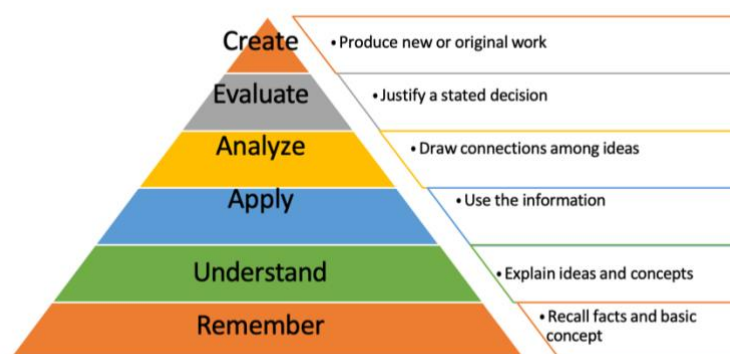 Create
• Produce new or original work
Evaluate
• Justify a stated decision
Analyze
• Draw connections among ideas
Apply
• Use the information
Understand
• Explain ideas and concepts
Remember
• Recall facts and basic
concept